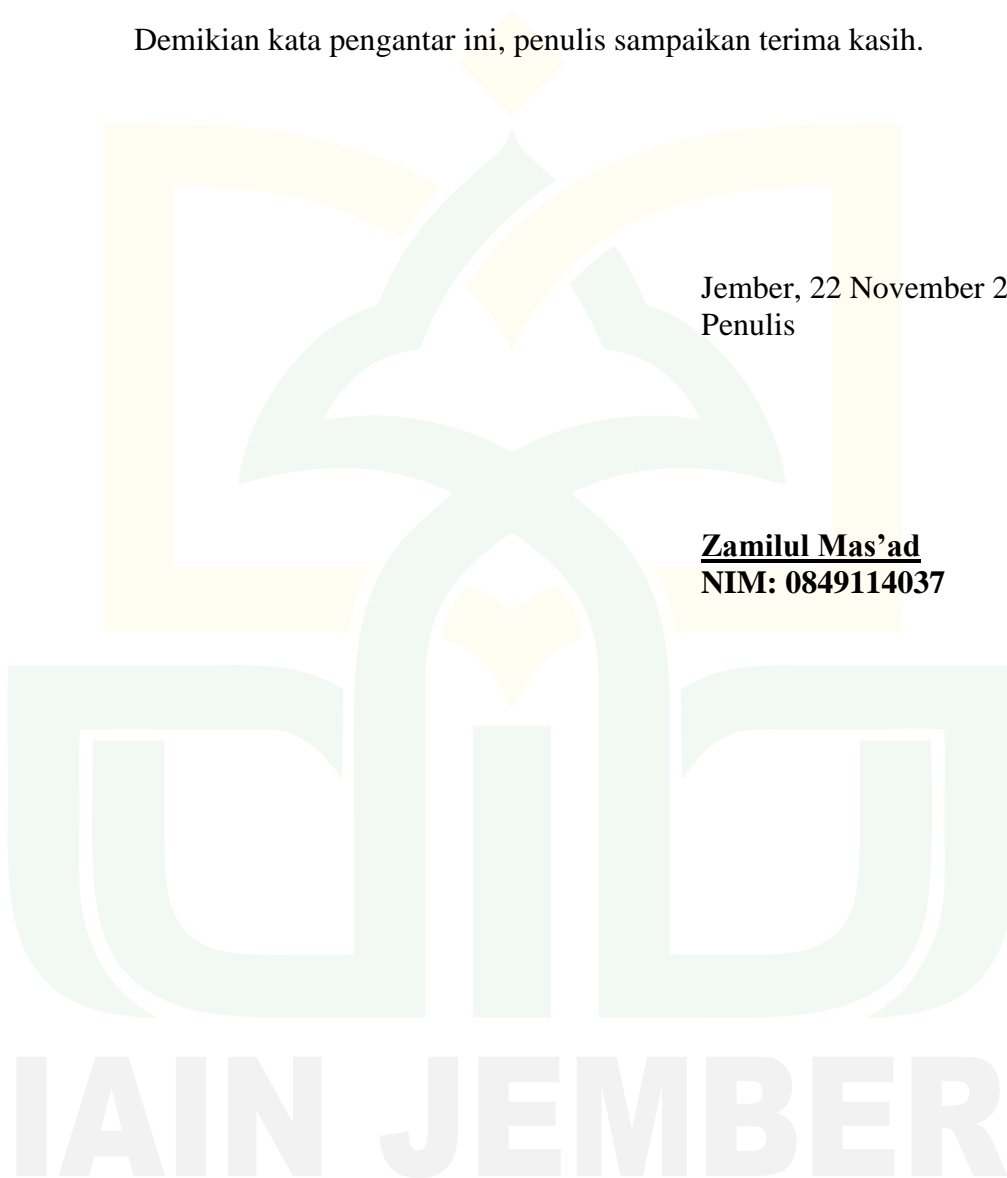 Demikian kata pengantar ini, penulis sampaikan terima kasih.
Jember, 22 November 2
Penulis
Zamilul Mas’ad
NIM: 0849114037
IAIN JEMBER